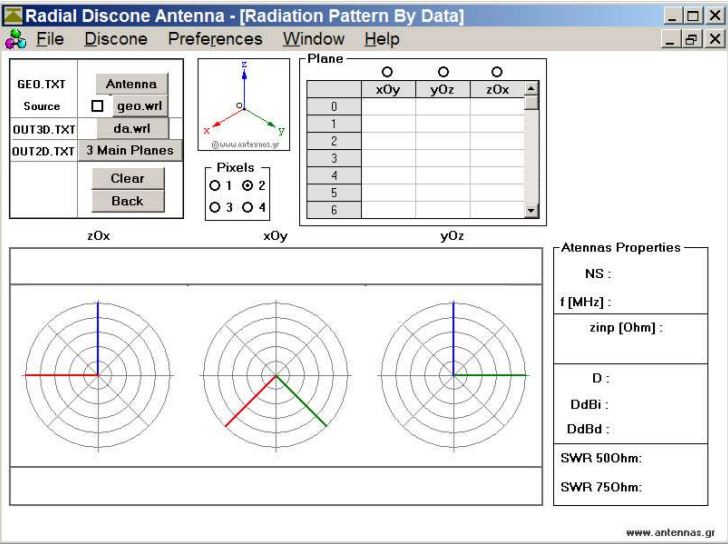 Radial Discone Antenna - [Radiation Pattern By Data]
File Discone Preferences Window Help
GEO.TXT Antenna
Source geo.wrl
OUT3D.TXT da.wrl
OUT2D.TXT 3 Main Planes
Clear
Back
z
o
x y
@www.antennas.gr
Pixels
1 2
3 4
Plane
xOy yOz zOx
0
1
2
3
4
5
6
zOx xOy yOz
Atennas Properties
NS :
f [MHz] :
zinp [Ohm] :
D :
DdBi :
DdBd :
SWR 50Ohm:
SWR 75Ohm:
www.antennas.gr